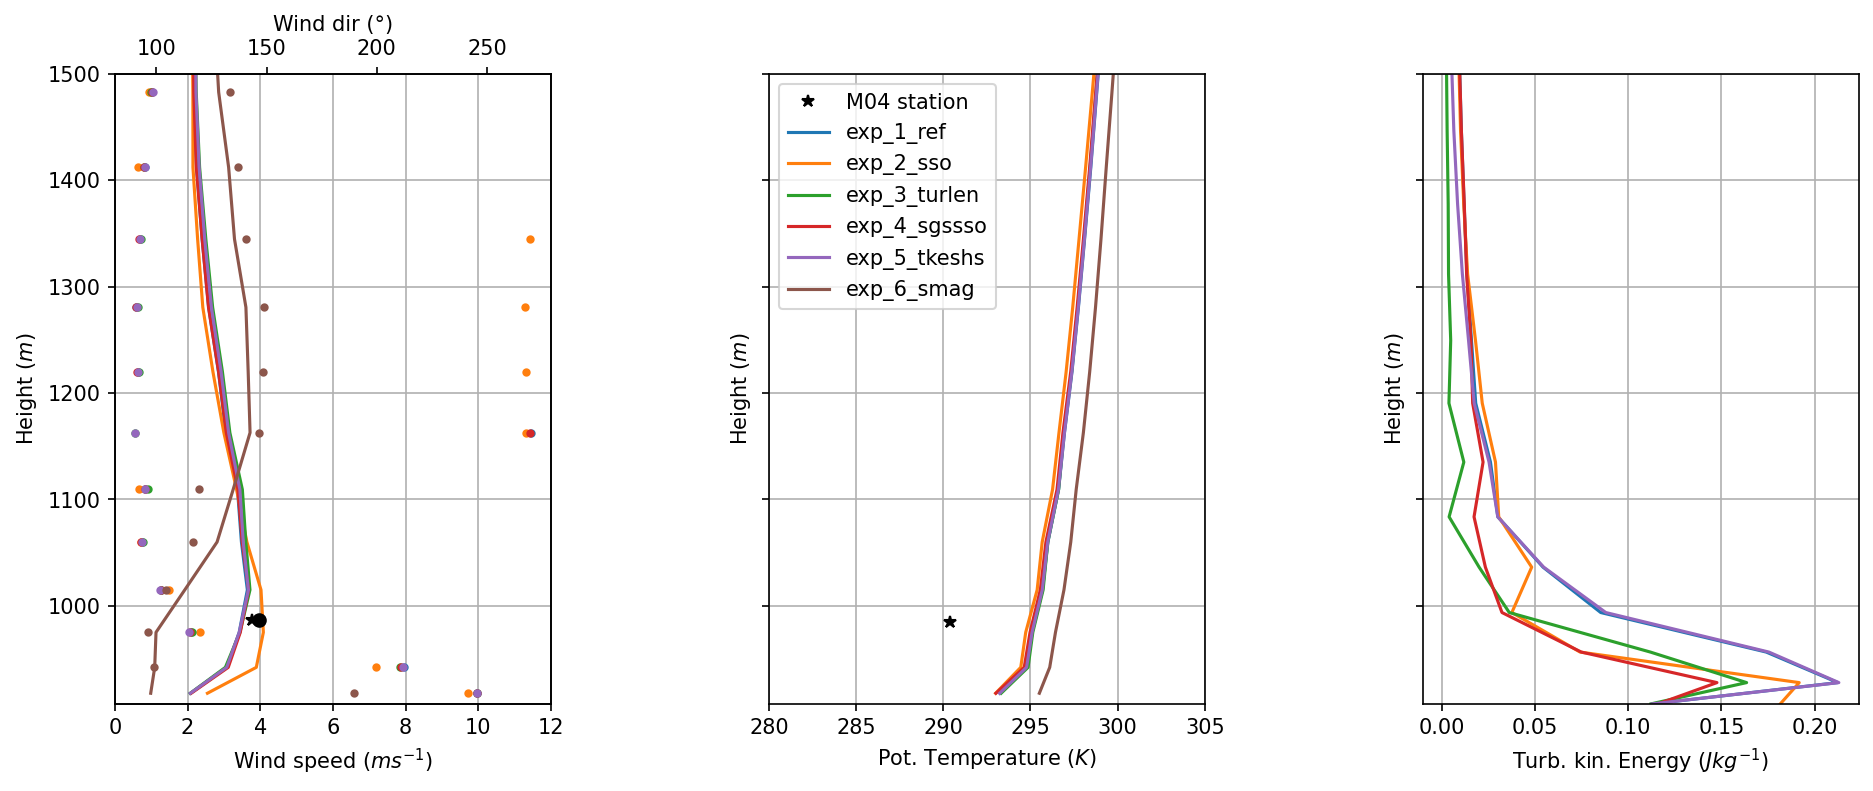 Wind dir (°)
100 150 200 250
1500
1400
1300
1200
1100
1000
Height (m)
0 2 4 6 8 10 12
Wind speed (ms⁻¹)
M04 station
exp_1_ref
exp_2_sso
exp_3_turlen
exp_4_sgssso
exp_5_tkeshs
exp_6_smag
Height (m)
280 285 290 295 300 305
Pot. Temperature (K)
Height (m)
0.00 0.05 0.10 0.15 0.20
Turb. kin. Energy (Jkg⁻¹)